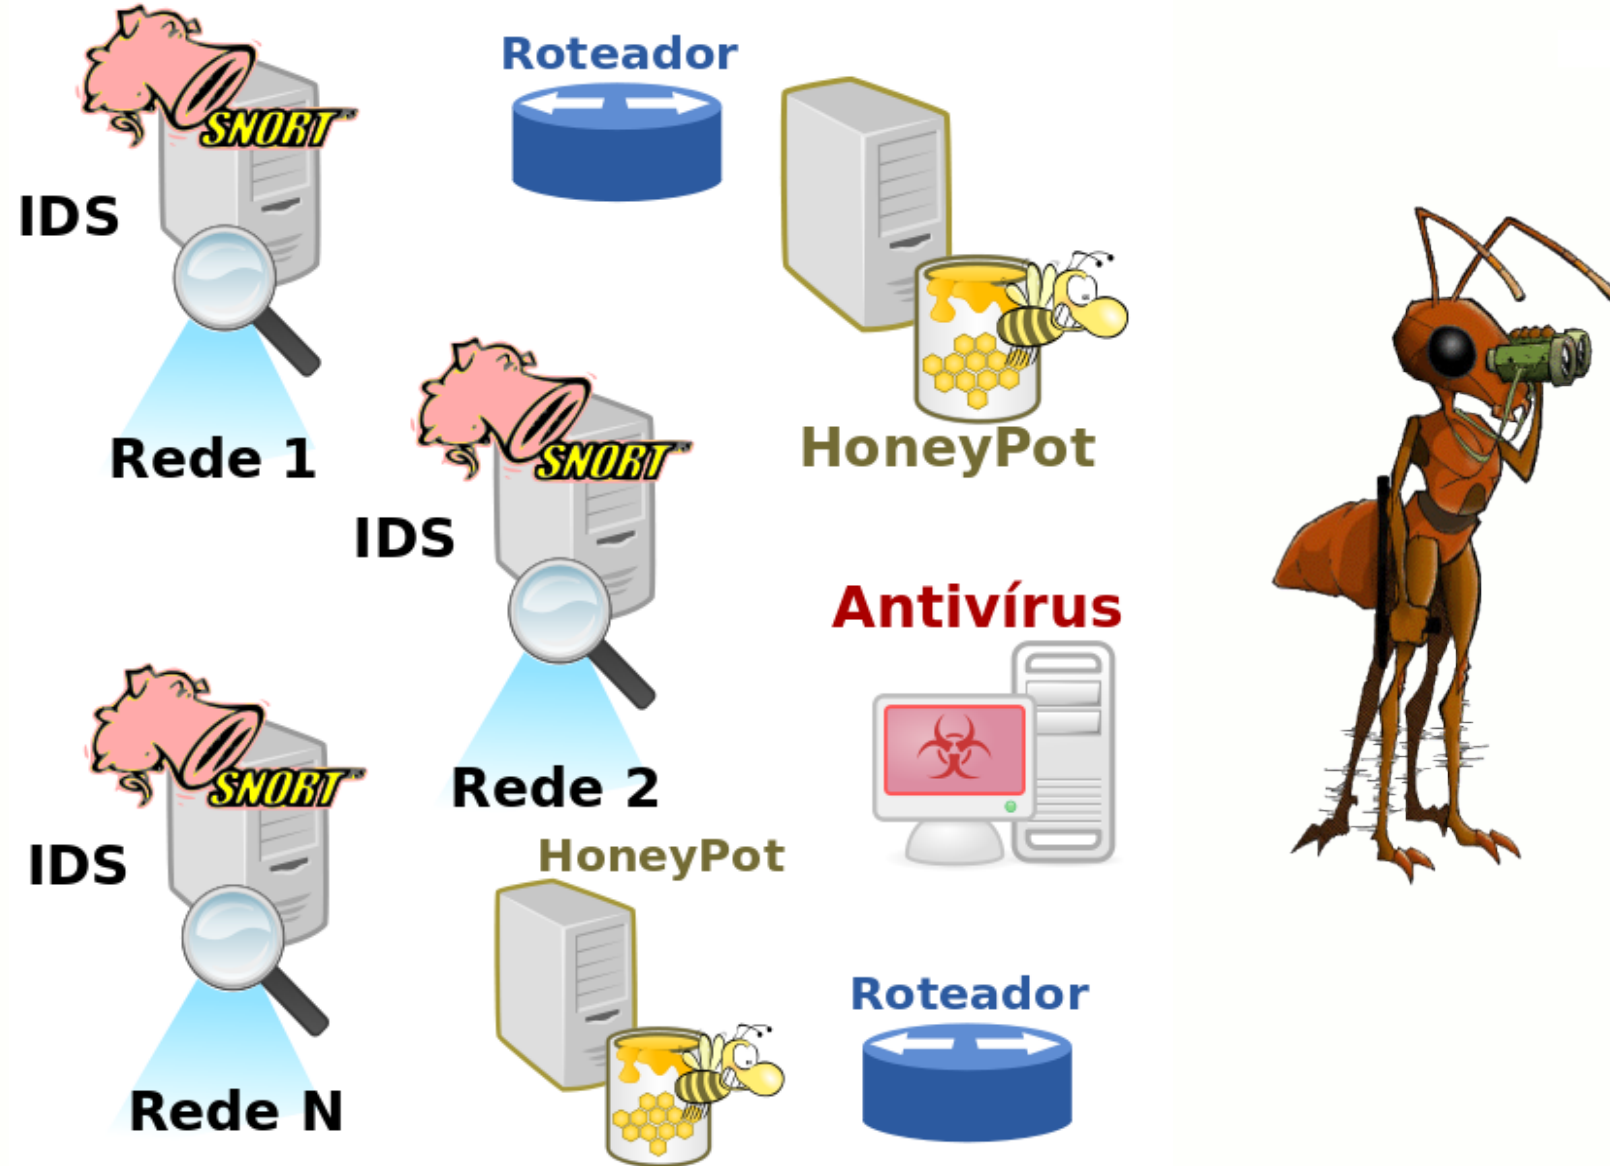 Roteador
SNORT
IDS
Rede 1
HoneyPot
SNORT
IDS
Rede 2
Antivírus
SNORT
IDS
Rede N
HoneyPot
Roteador